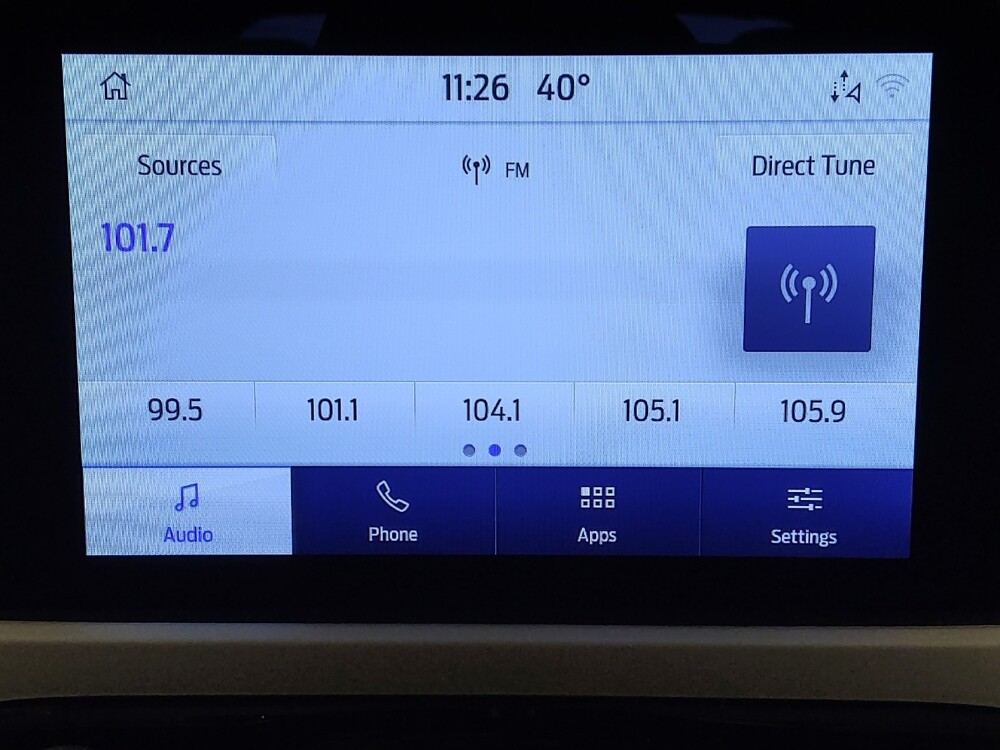 11:26 40°
Sources FM Direct Tune
101.7
99.5 101.1 104.1 105.1 105.9
Audio Phone Apps Settings